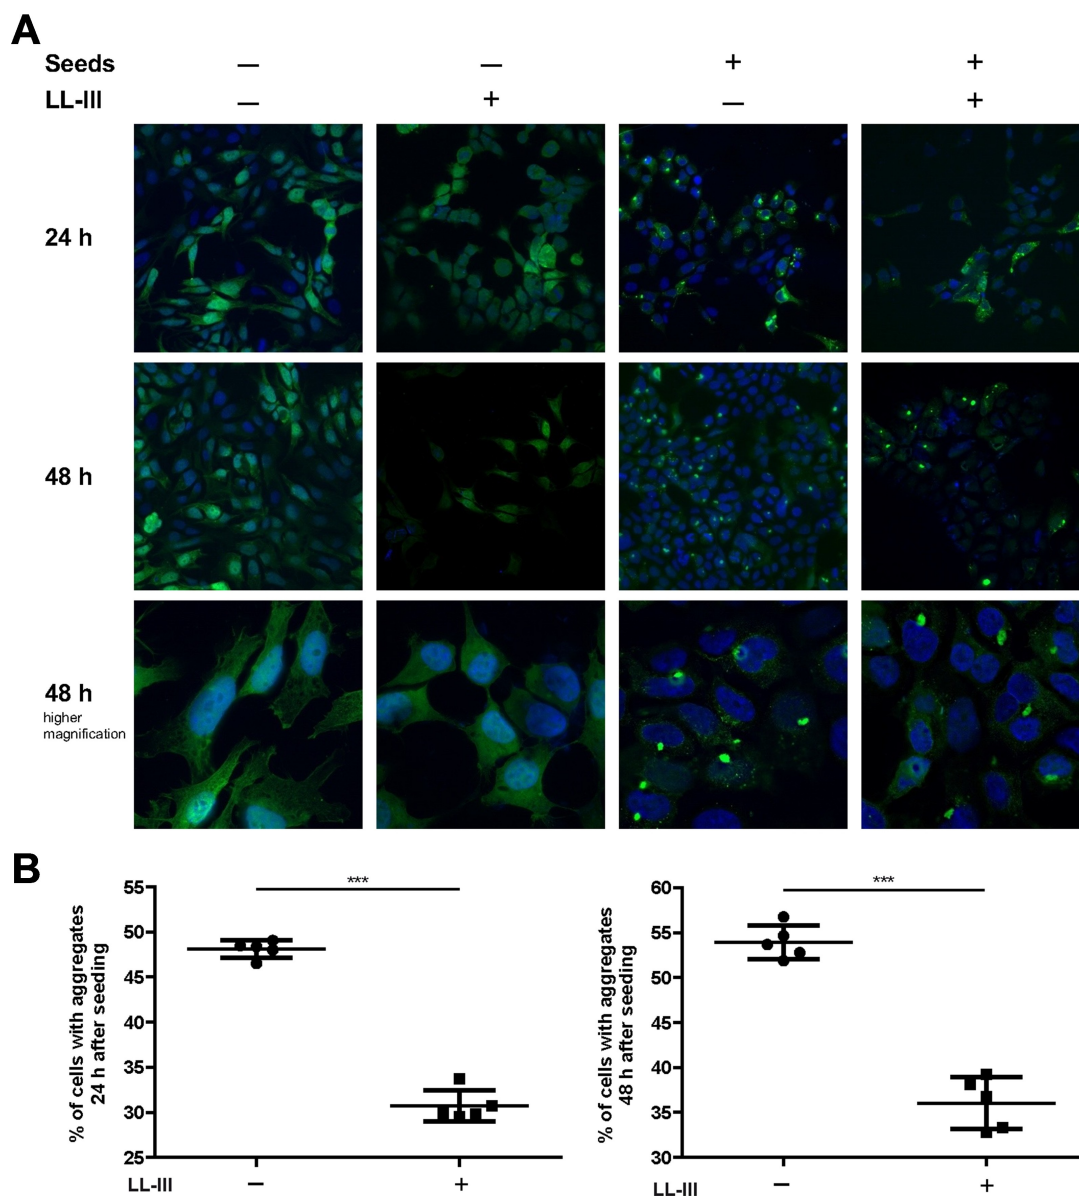 A
Seeds — — + +
LL-III — + — +
24 h
48 h
48 h
higher
magnification
B
% of cells with aggregates
24 h after seeding
55
50
45
40
35
30
25
***
LL-III — +
% of cells with aggregates
48 h after seeding
60
55
50
45
40
35
30
***
LL-III — +